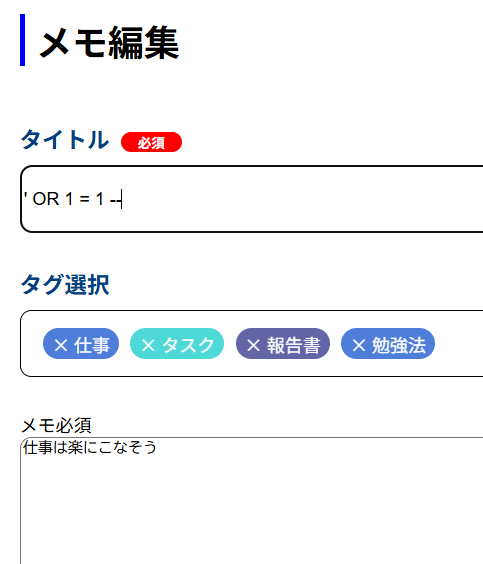 メモ編集
タイトル 必須
' OR 1 = 1 --
タグ選択
× 仕事 × タスク × 報告書 × 勉強法
メモ必須
仕事は楽にこなそう